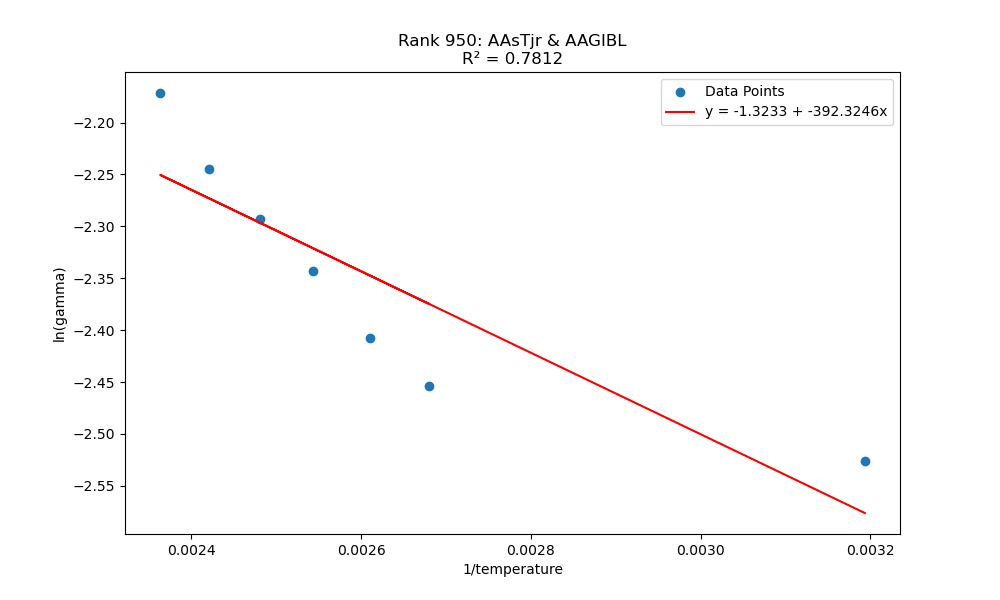 Rank 950: AAsTjr & AAGIBL
R² = 0.7812
Data Points
y = -1.3233 + -392.3246x
−2.20
−2.25
−2.30
−2.35
−2.40
−2.45
−2.50
−2.55
ln(gamma)
0.0024
0.0026
0.0028
0.0030
0.0032
1/temperature